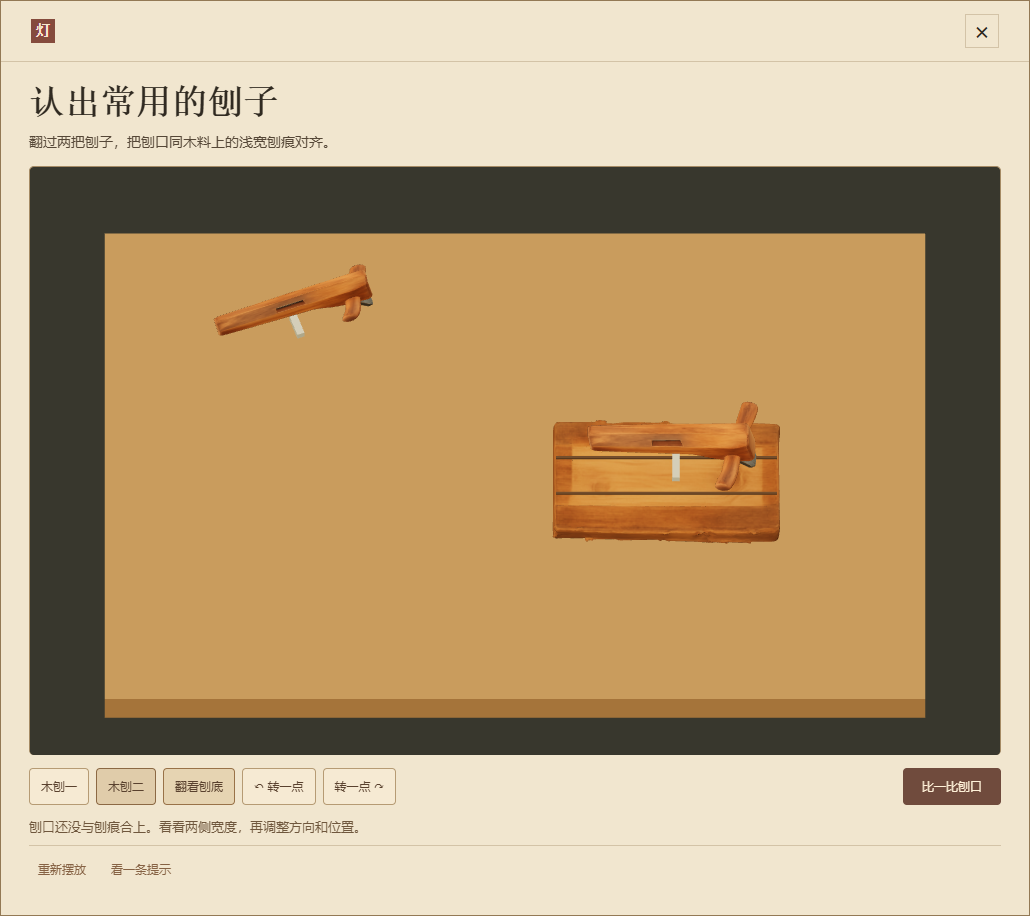 灯
×
认出常用的刨子
翻过两把刨子，把刨口同木料上的浅宽刨痕对齐。
木刨一
木刨二
翻看刨底
↶ 转一点
转一点 ↷
比一比刨口
刨口还没与刨痕合上。看看两侧宽度，再调整方向和位置。
重新摆放
看一条提示